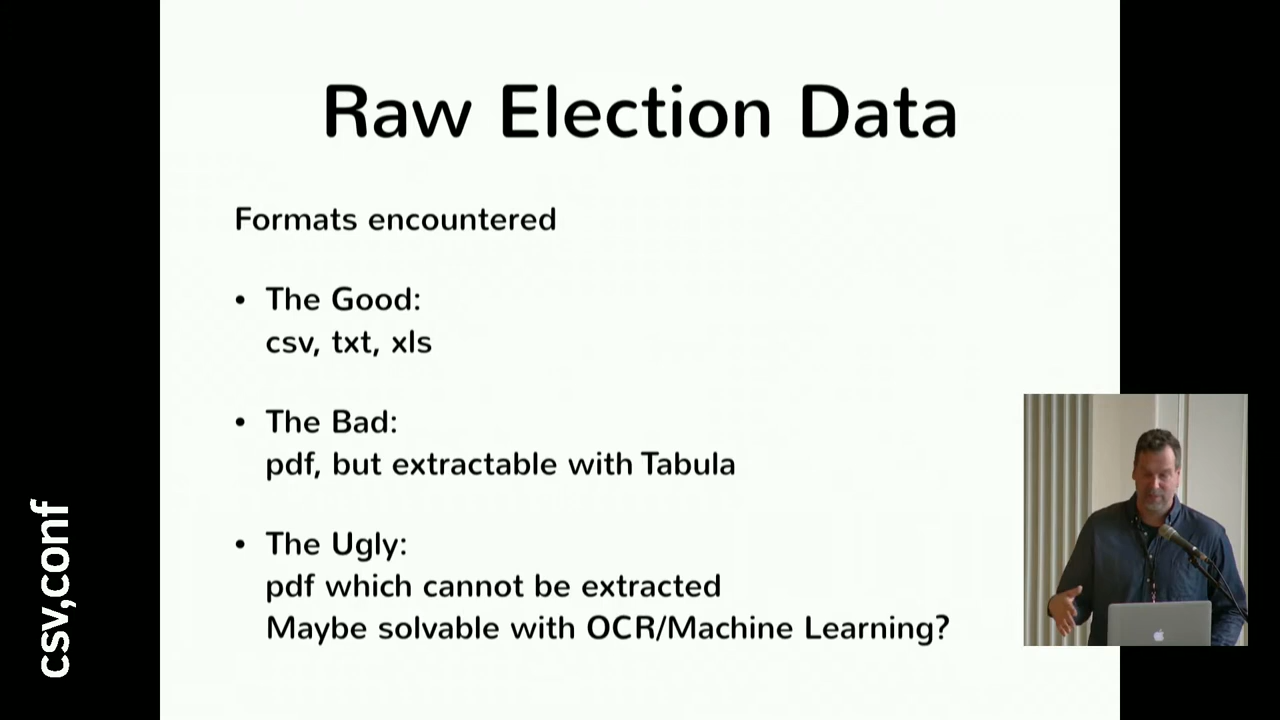 Raw Election Data
Formats encountered
• The Good:
csv, txt, xls
• The Bad:
pdf, but extractable with Tabula
• The Ugly:
pdf which cannot be extracted
Maybe solvable with OCR/Machine Learning?
csv,conf